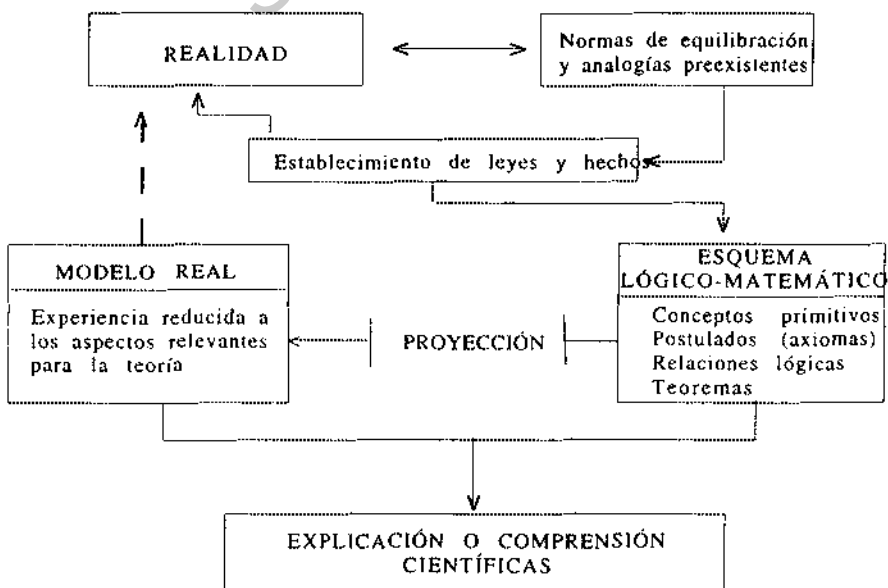 REALIDAD
Normas de equilibración
y analogías preexistentes
Establecimiento de leyes y hechos
MODELO REAL
Experiencia reducida a
los aspectos relevantes
para la teoría
PROYECCIÓN
ESQUEMA
LÓGICO-MATEMÁTICO
Conceptos primitivos
Postulados (axiomas)
Relaciones lógicas
Teoremas
EXPLICACIÓN O COMPRENSIÓN
CIENTÍFICAS